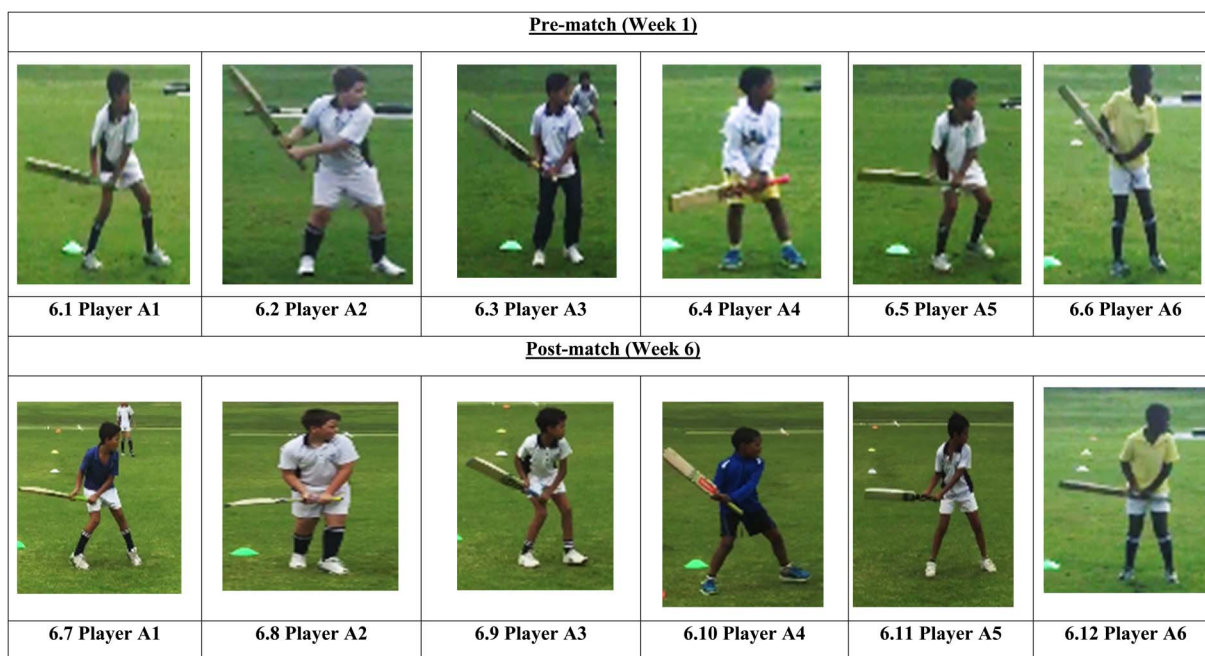 Pre-match (Week 1)
6.1 Player A1
6.2 Player A2
6.3 Player A3
6.4 Player A4
6.5 Player A5
6.6 Player A6
Post-match (Week 6)
6.7 Player A1
6.8 Player A2
6.9 Player A3
6.10 Player A4
6.11 Player A5
6.12 Player A6